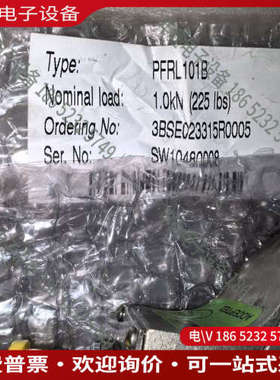 电子设备
Type: PFRL101B
Nominal load: 1.0kN (225 lbs)
Ordering No: 3BSE023315R0005
Ser. No: SW10480008
ACCEPTED
电\V 186 5232 57
票 · 欢迎询价 · 可一站式